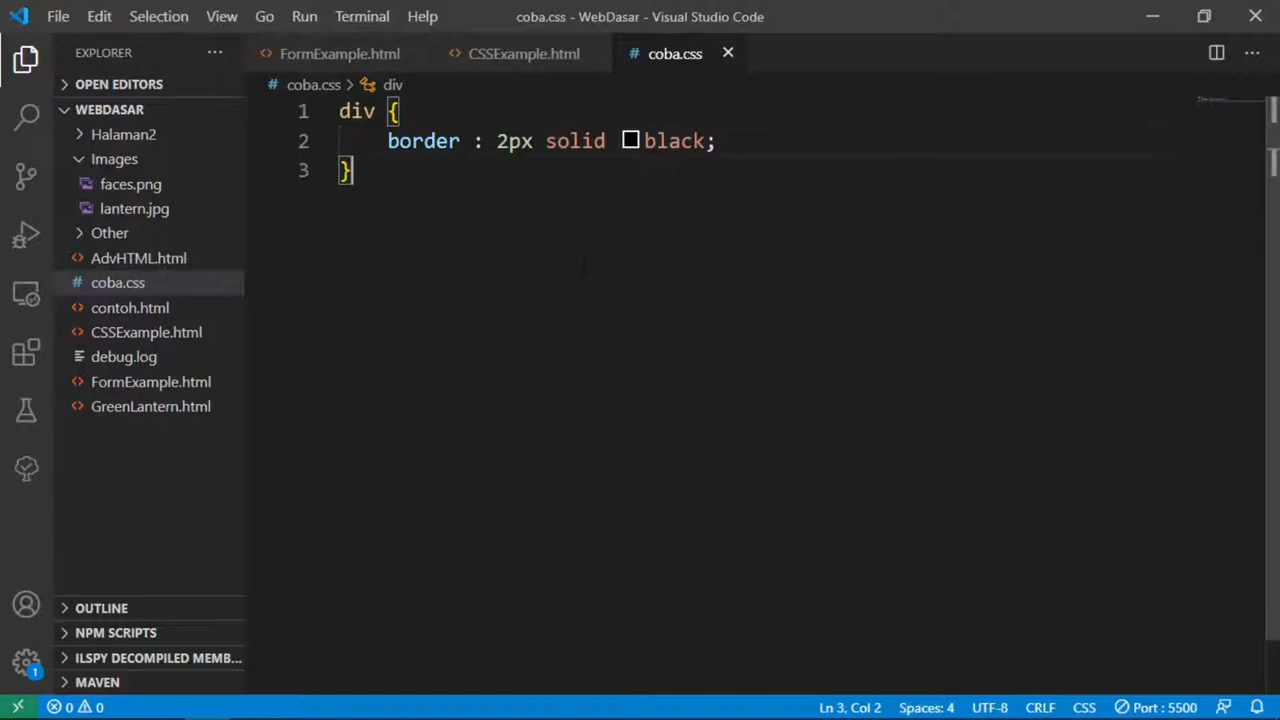 File Edit Selection View Go Run Terminal Help coba.css - WebDasar - Visual Studio Code
EXPLORER
FormExample.html CSSExample.html # coba.css
OPEN EDITORS
WEBDASAR
Halaman2
Images
faces.png
lantern.jpg
Other
AdvHTML.html
# coba.css
contoh.html
CSSExample.html
debug.log
FormExample.html
GreenLantern.html
OUTLINE
NPM SCRIPTS
ILSPY DECOMPILED MEMB...
MAVEN
# coba.css > div
1 div {
2 border : 2px solid black;
3 }
1
0 0 Ln 3, Col 2 Spaces: 4 UTF-8 CRLF CSS Port : 5500